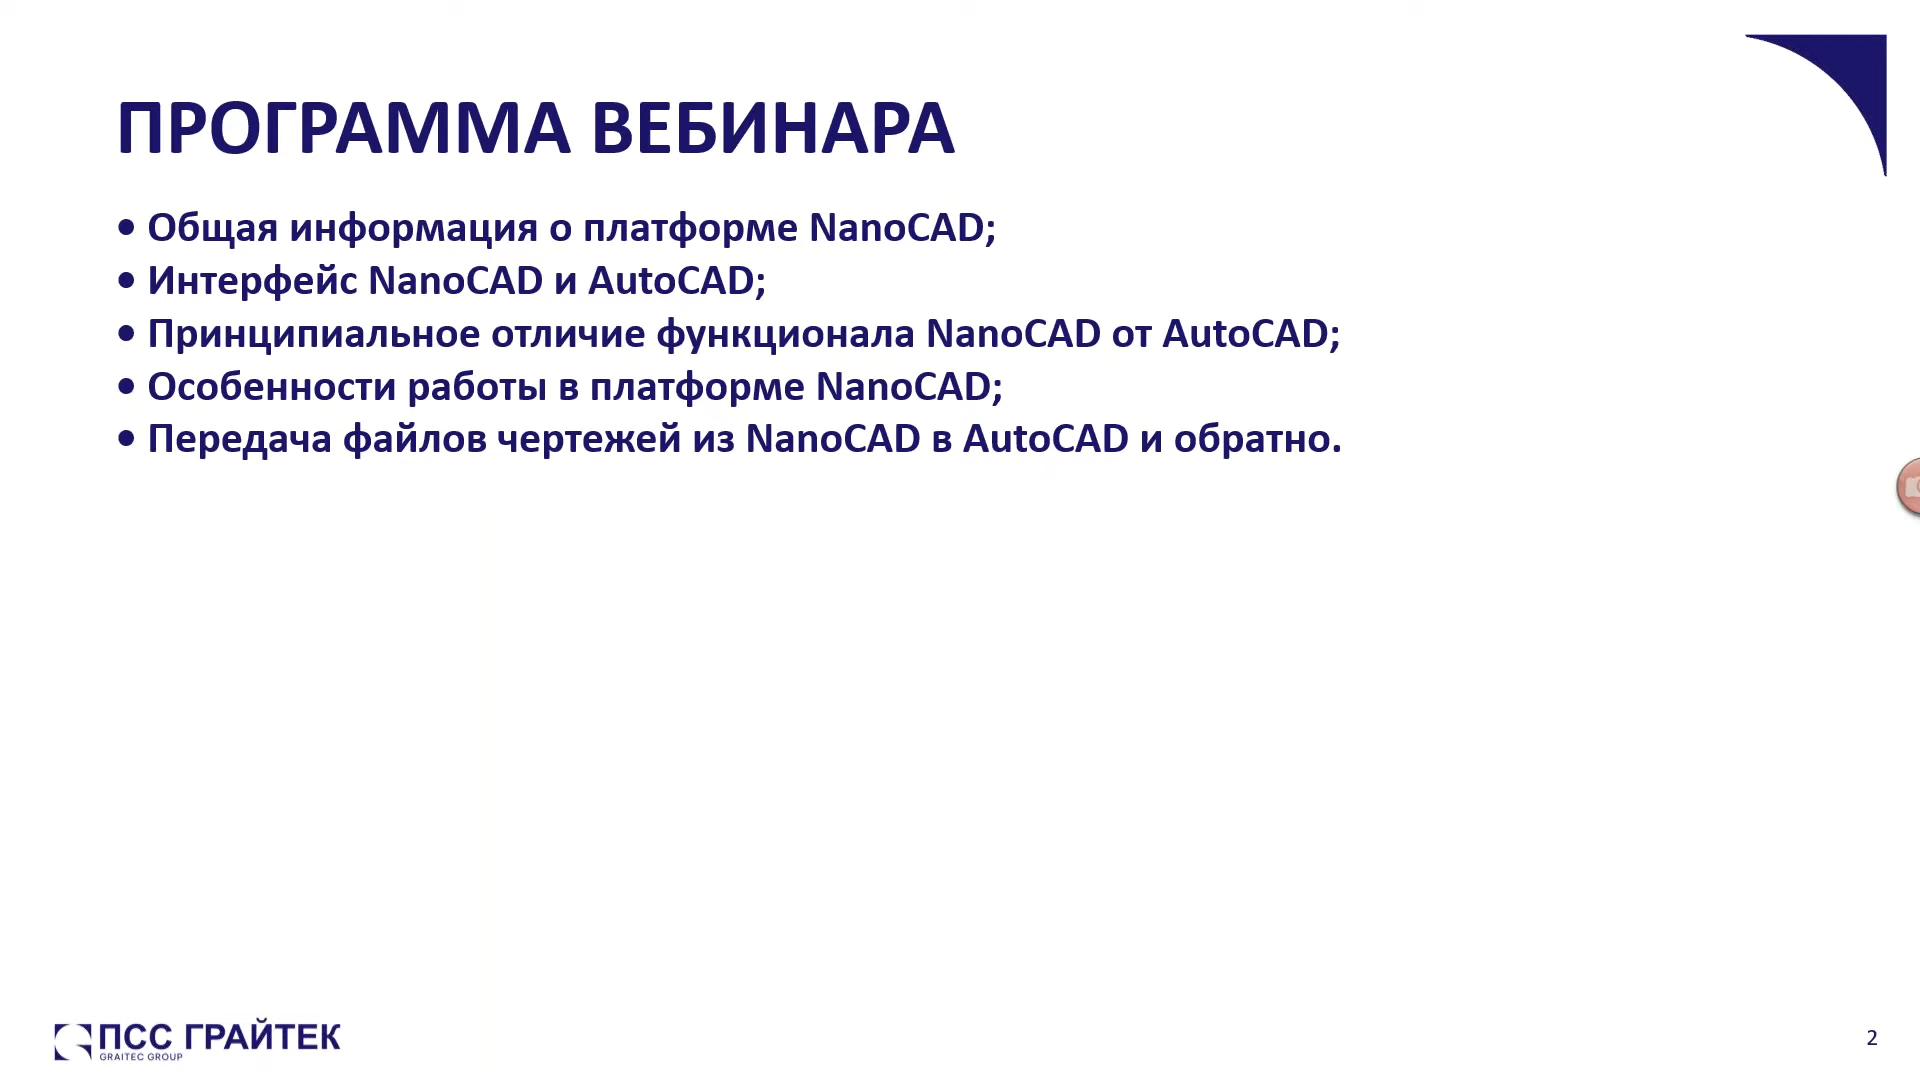 ПРОГРАММА ВЕБИНАРА
• Общая информация о платформе NanoCAD;
• Интерфейс NanoCAD и AutoCAD;
• Принципиальное отличие функционала NanoCAD от AutoCAD;
• Особенности работы в платформе NanoCAD;
• Передача файлов чертежей из NanoCAD в AutoCAD и обратно.
ПСС ГРАЙТЕК
GRAITEC GROUP
2